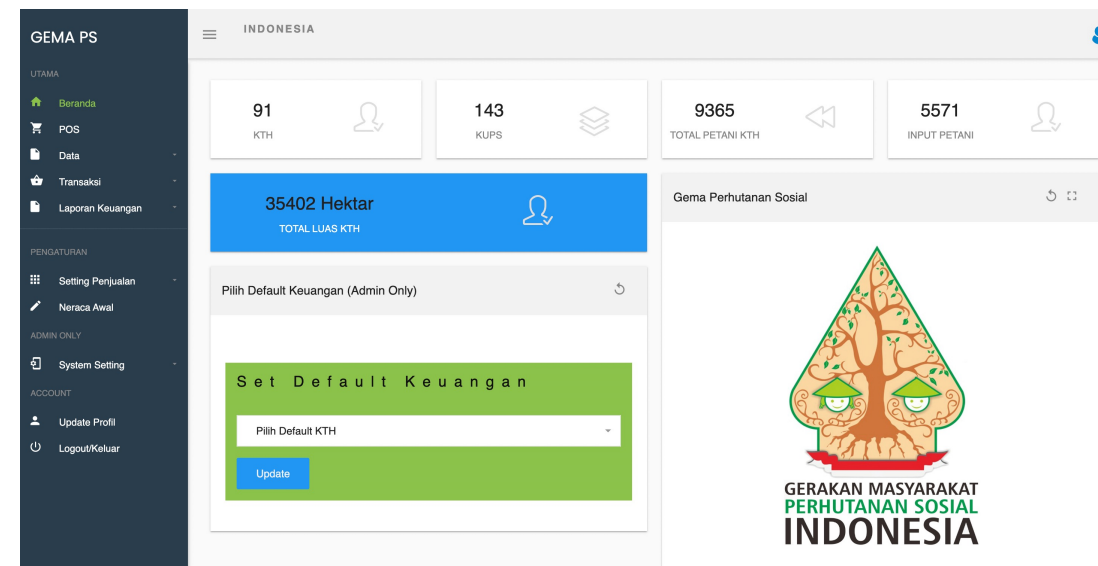 GEMA PS
UTAMA
Beranda
POS
Data
Transaksi
Laporan Keuangan
PENGATURAN
Setting Penjualan
Neraca Awal
ADMIN ONLY
System Setting
ACCOUNT
Update Profil
Logout/Keluar
INDONESIA
91
KTH
143
KUPS
9365
TOTAL PETANI KTH
5571
INPUT PETANI
35402 Hektar
TOTAL LUAS KTH
Pilih Default Keuangan (Admin Only)
Set Default Keuangan
Pilih Default KTH
Update
Gema Perhutanan Sosial
GERAKAN MASYARAKAT
PERHUTANAN SOSIAL
INDONESIA